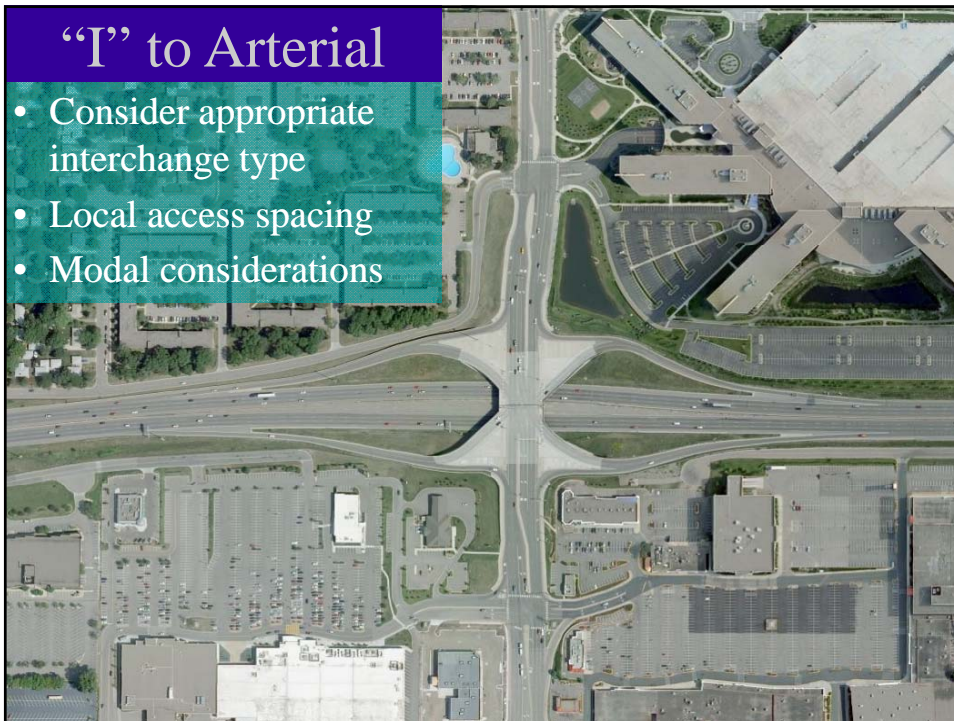 “I” to Arterial
• Consider appropriate
interchange type
• Local access spacing
• Modal considerations